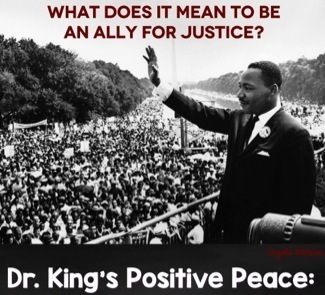 WHAT DOES IT MEAN TO BE
AN ALLY FOR JUSTICE?
Dr. King's Positive Peace: